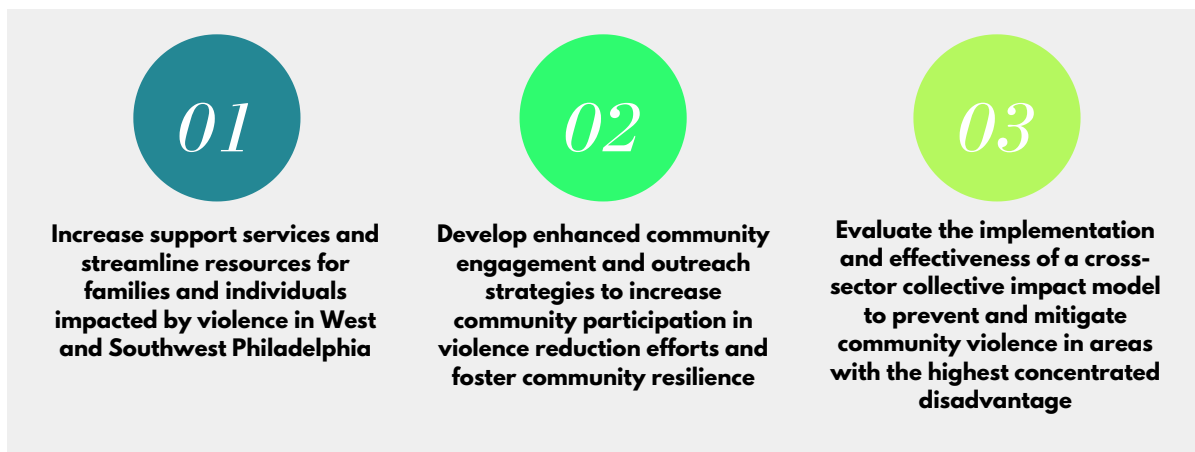 01
Increase support services and
streamline resources for
families and individuals
impacted by violence in West
and Southwest Philadelphia
02
Develop enhanced community
engagement and outreach
strategies to increase
community participation in
violence reduction efforts and
foster community resilience
03
Evaluate the implementation
and effectiveness of a cross-
sector collective impact model
to prevent and mitigate
community violence in areas
with the highest concentrated
disadvantage